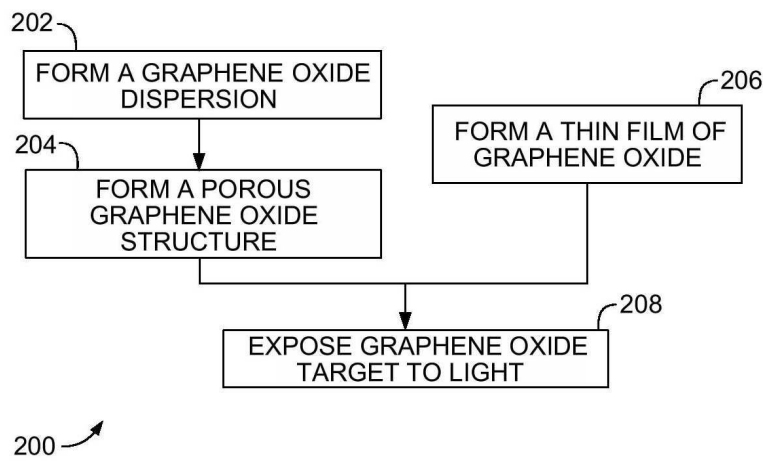 202
FORM A GRAPHENE OXIDE
DISPERSION
204
FORM A POROUS
GRAPHENE OXIDE
STRUCTURE
206
FORM A THIN FILM OF
GRAPHENE OXIDE
208
EXPOSE GRAPHENE OXIDE
TARGET TO LIGHT
200